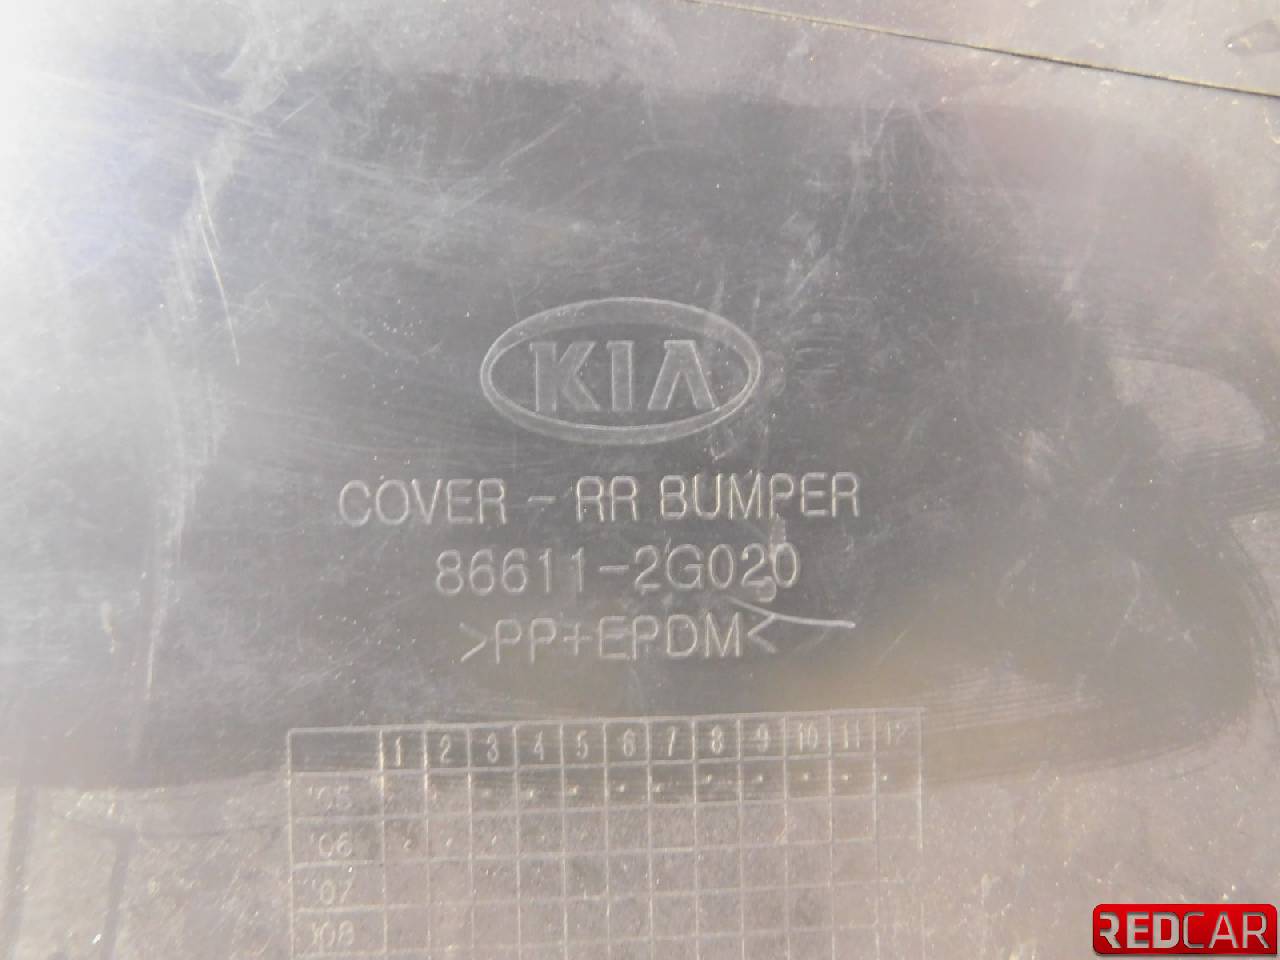 KIA
COVER - RR BUMPER
86611-2G020
>PP+EPDM<
1 2 3 4 5 6 7 8 9 10 11 12
'05
'06
'07
'08
REDCAR